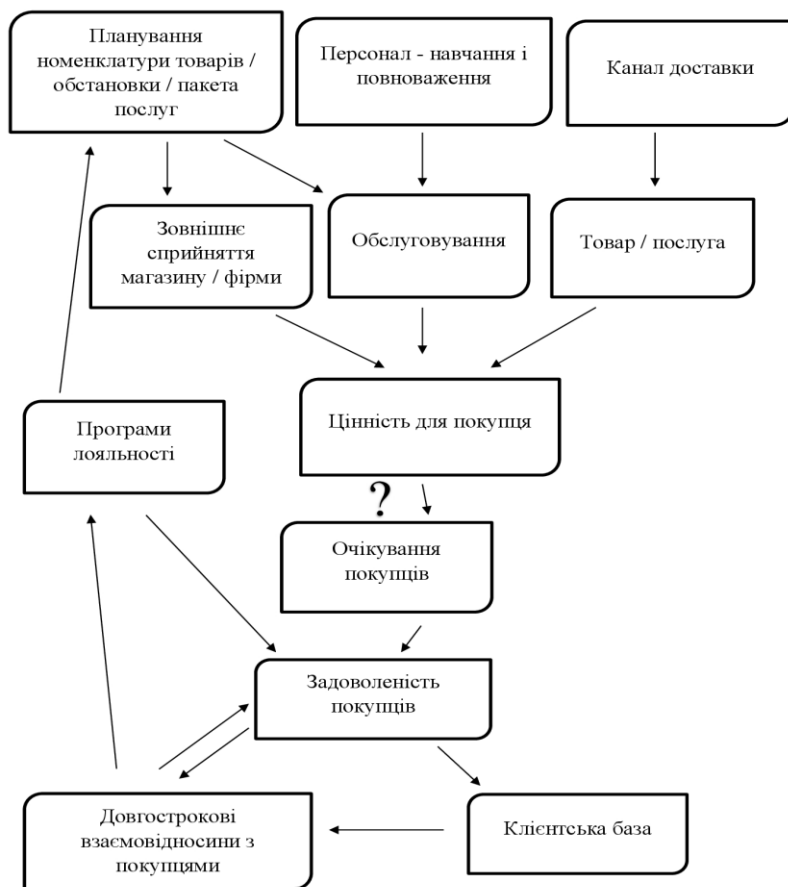 Планування
номенклатури товарів /
обстановки / пакета
послуг
Персонал - навчання і
повноваження
Канал доставки
Зовнішнє
сприйняття
магазину / фірми
Обслуговування
Товар / послуга
Програми
лояльності
Цінність для покупця
?
Очікування
покупців
Задоволеність
покупців
Довгострокові
взаємовідносини з
покупцями
Клієнтська база